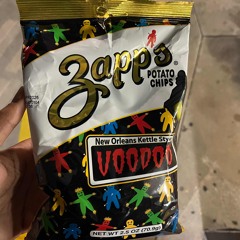 Zapp's®
POTATO
CHIPS
New Orleans Kettle Style
VOODOO
NET WT. 2.5 OZ (70.9g)